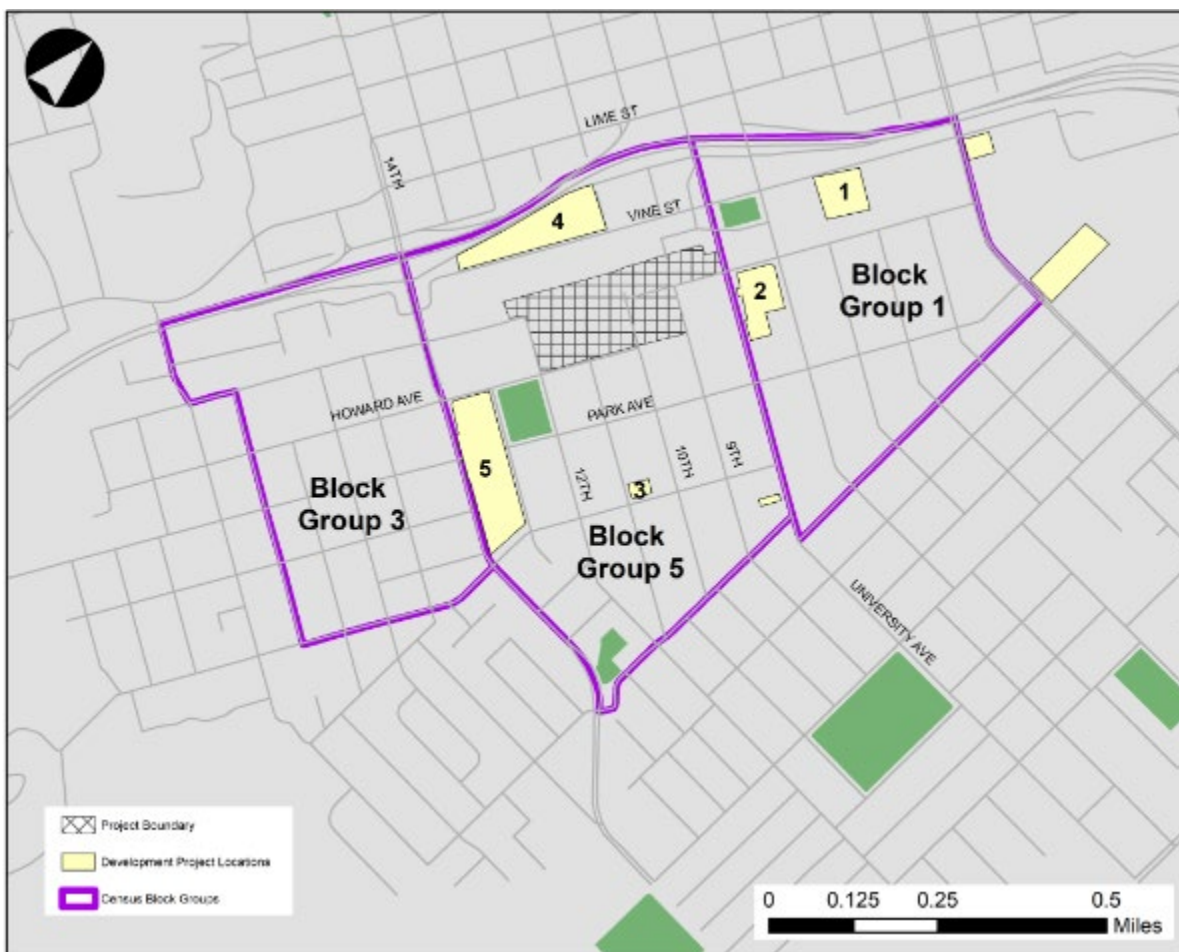 LIME ST
14TH
VINE ST
4
1
Block
Group 1
2
HOWARD AVE
PARK AVE
5
12TH
3
10TH
9TH
Block
Group 3
Block
Group 5
UNIVERSITY AVE
Project Boundary
Development Project Locations
Census Block Groups
0 0.125 0.25 0.5
Miles